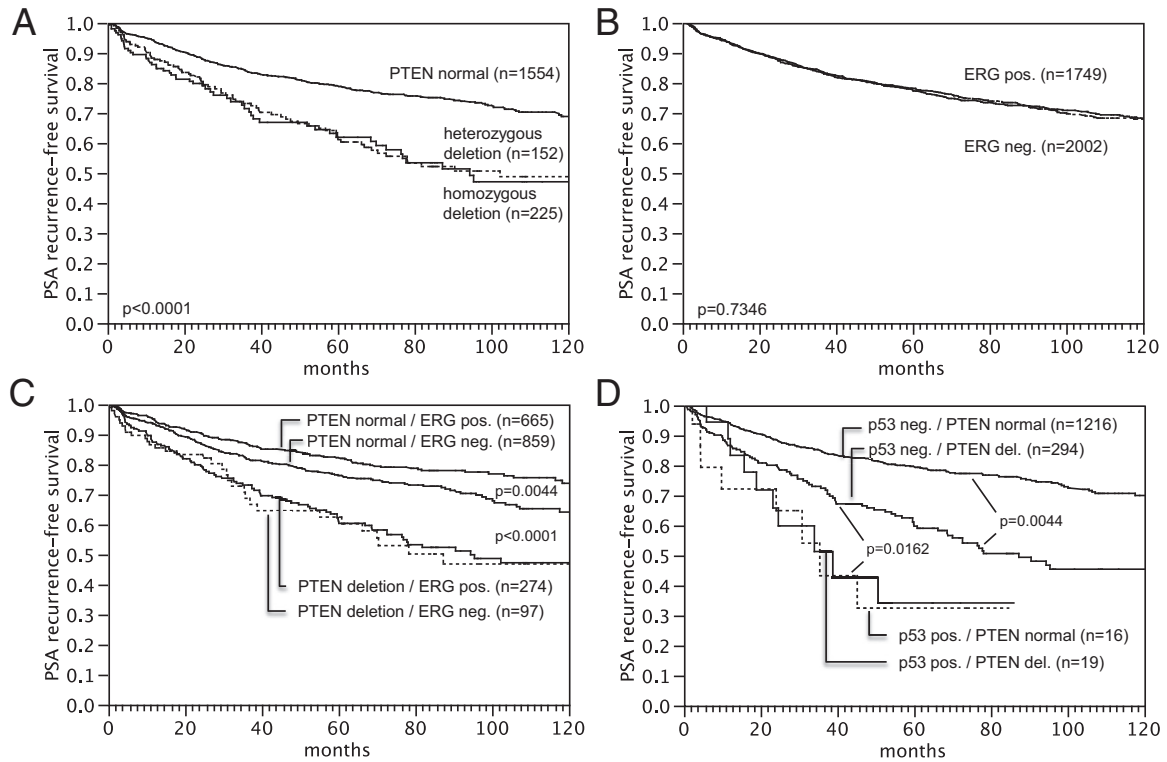 A
PSA recurrence-free survival
1.0
0.9
0.8
0.7
0.6
0.5
0.4
0.3
0.2
0.1
0.0
PTEN normal (n=1554)
heterozygous
deletion (n=152)
homozygous
deletion (n=225)
p<0.0001
0 20 40 60 80 100 120
months
B
PSA recurrence-free survival
1.0
0.9
0.8
0.7
0.6
0.5
0.4
0.3
0.2
0.1
0.0
ERG pos. (n=1749)
ERG neg. (n=2002)
p=0.7346
0 20 40 60 80 100 120
months
C
PSA recurrence-free survival
1.0
0.9
0.8
0.7
0.6
0.5
0.4
0.3
0.2
0.1
0.0
PTEN normal / ERG pos. (n=665)
PTEN normal / ERG neg. (n=859)
p=0.0044
p<0.0001
PTEN deletion / ERG pos. (n=274)
PTEN deletion / ERG neg. (n=97)
0 20 40 60 80 100 120
months
D
PSA recurrence-free survival
1.0
0.9
0.8
0.7
0.6
0.5
0.4
0.3
0.2
0.1
0.0
p53 neg. / PTEN normal (n=1216)
p53 neg. / PTEN del. (n=294)
p=0.0044
p=0.0162
p53 pos. / PTEN normal (n=16)
p53 pos. / PTEN del. (n=19)
0 20 40 60 80 100 120
months